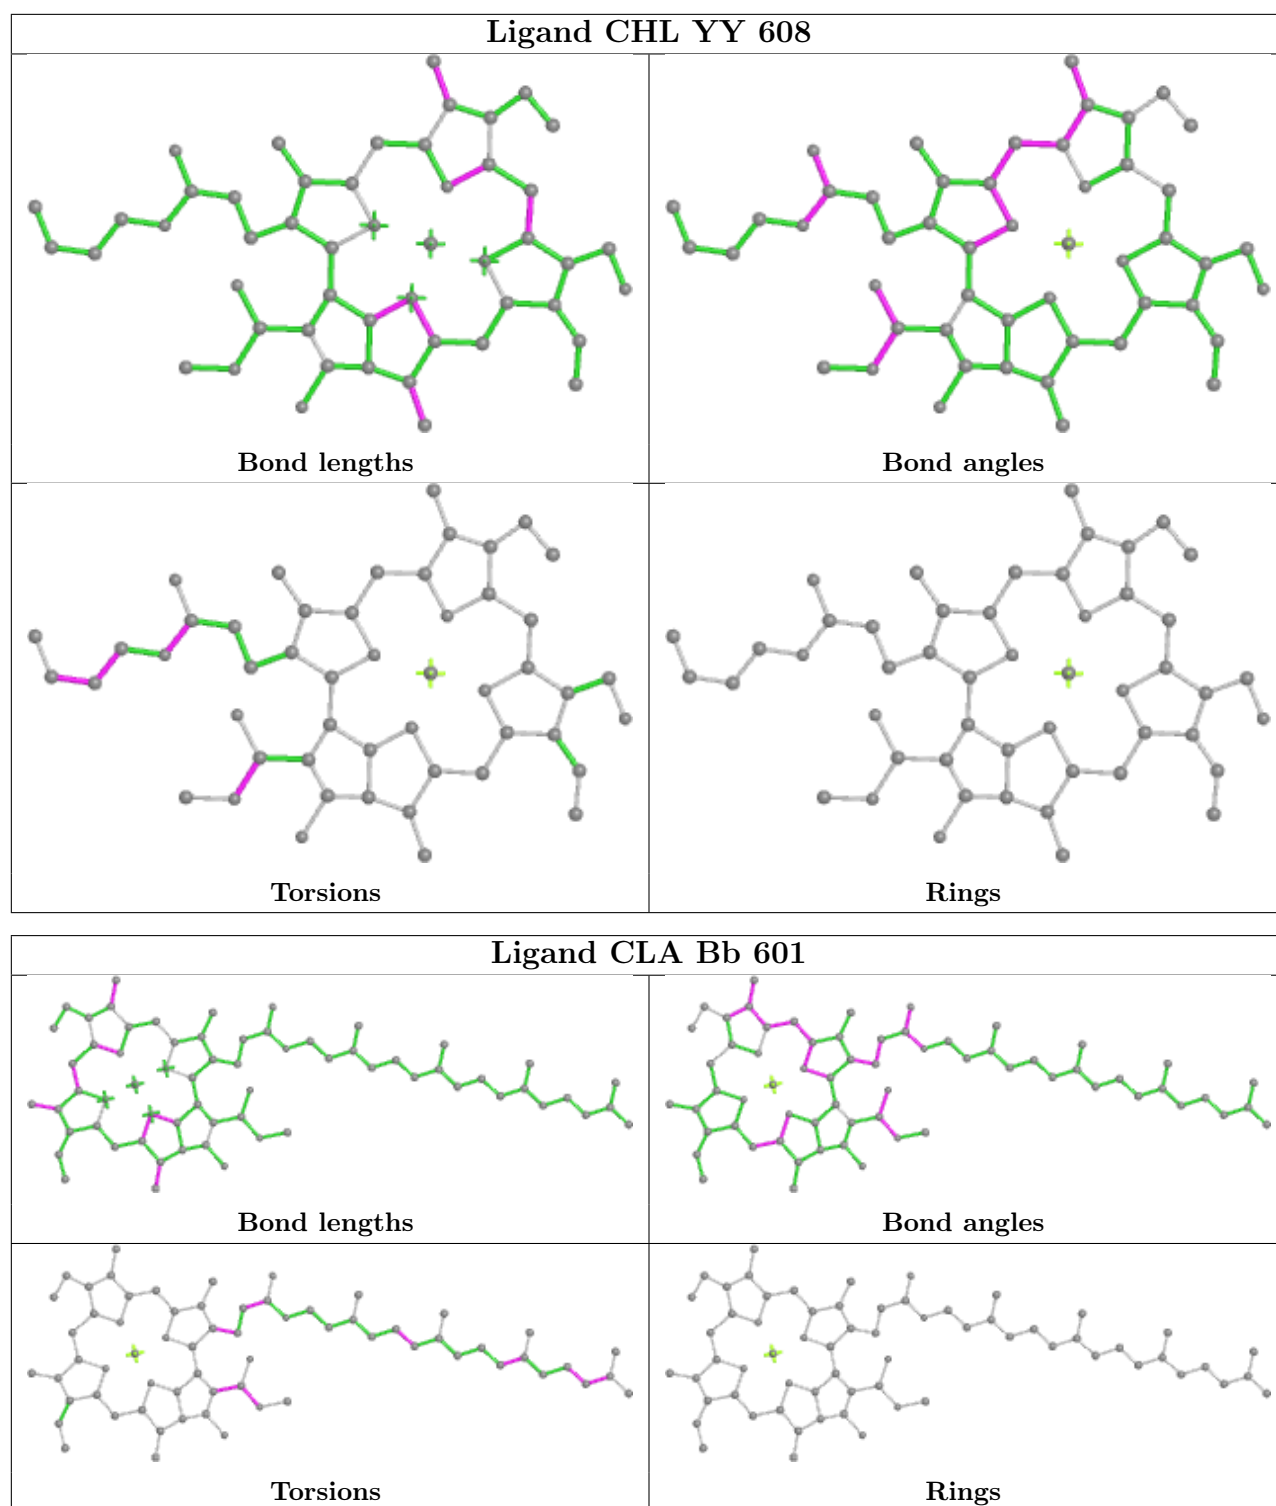 Ligand CHL YY 608
Bond lengths
Bond angles
Torsions
Rings
Ligand CLA Bb 601
Bond lengths
Bond angles
Torsions
Rings